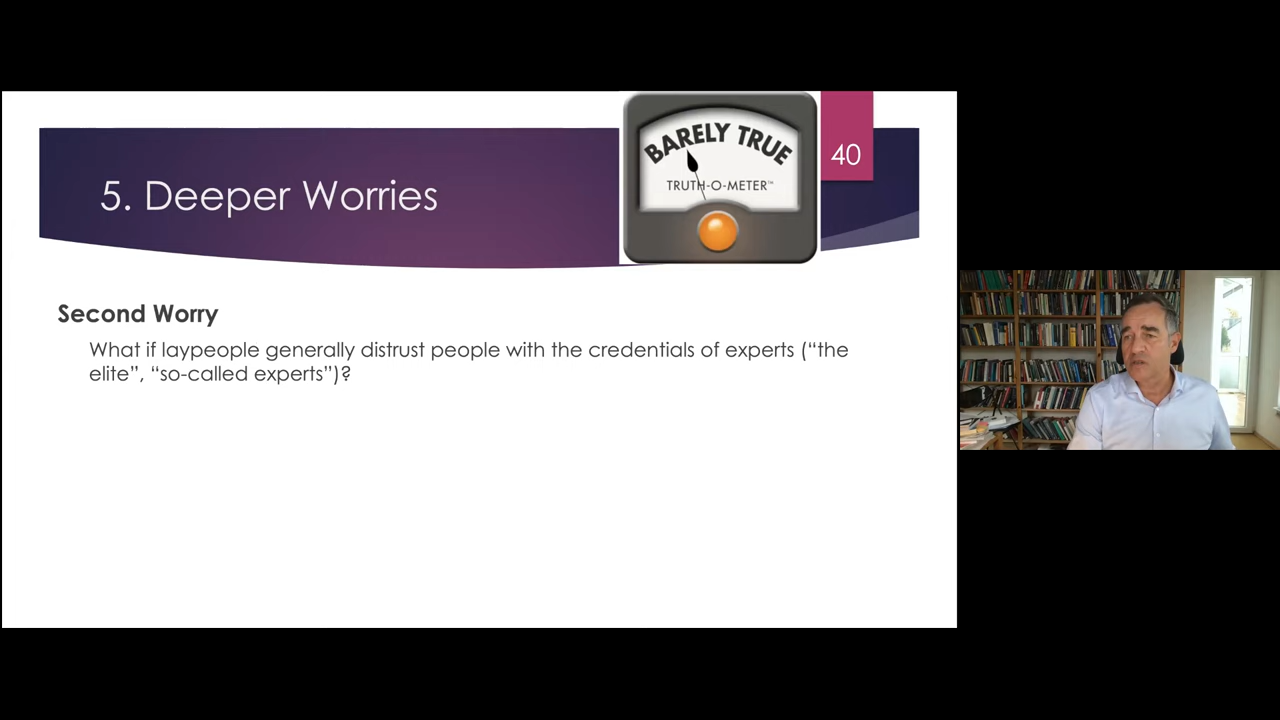 5. Deeper Worries
BARELY TRUE
TRUTH-O-METER™
40
Second Worry
What if laypeople generally distrust people with the credentials of experts (“the
elite”, “so-called experts”)?